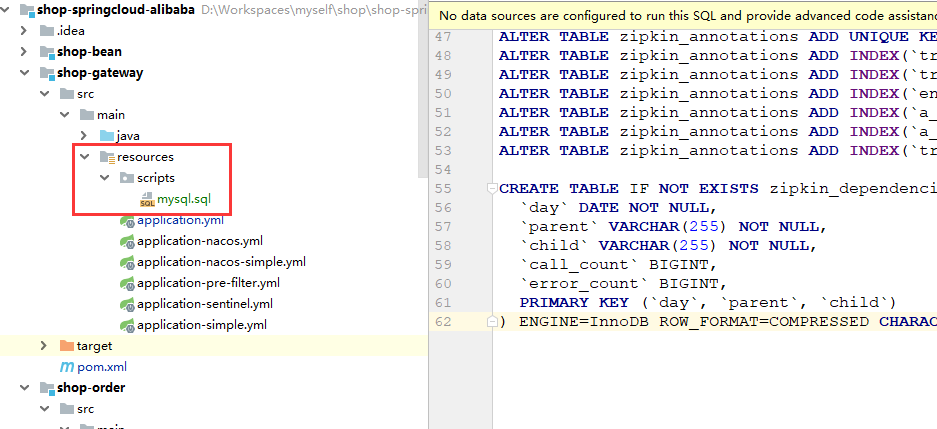 shop-springcloud-alibaba D:\Workspaces\myself\shop\shop-spri
.idea
shop-bean
shop-gateway
src
main
java
resources
scripts
mysql.sql
application.yml
application-nacos.yml
application-nacos-simple.yml
application-pre-filter.yml
application-sentinel.yml
application-simple.yml
target
pom.xml
shop-order
src
main
No data sources are configured to run this SQL and provide advanced code assistanc
47 ALTER TABLE zipkin_annotations ADD UNIQUE KE
48 ALTER TABLE zipkin_annotations ADD INDEX(`tr
49 ALTER TABLE zipkin_annotations ADD INDEX(`tr
50 ALTER TABLE zipkin_annotations ADD INDEX(`en
51 ALTER TABLE zipkin_annotations ADD INDEX(`a_
52 ALTER TABLE zipkin_annotations ADD INDEX(`a_
53 ALTER TABLE zipkin_annotations ADD INDEX(`tr
54
55 CREATE TABLE IF NOT EXISTS zipkin_dependenci
56 `day` DATE NOT NULL,
57 `parent` VARCHAR(255) NOT NULL,
58 `child` VARCHAR(255) NOT NULL,
59 `call_count` BIGINT,
60 `error_count` BIGINT,
61 PRIMARY KEY (`day`, `parent`, `child`)
62 ) ENGINE=InnoDB ROW_FORMAT=COMPRESSED CHARAC